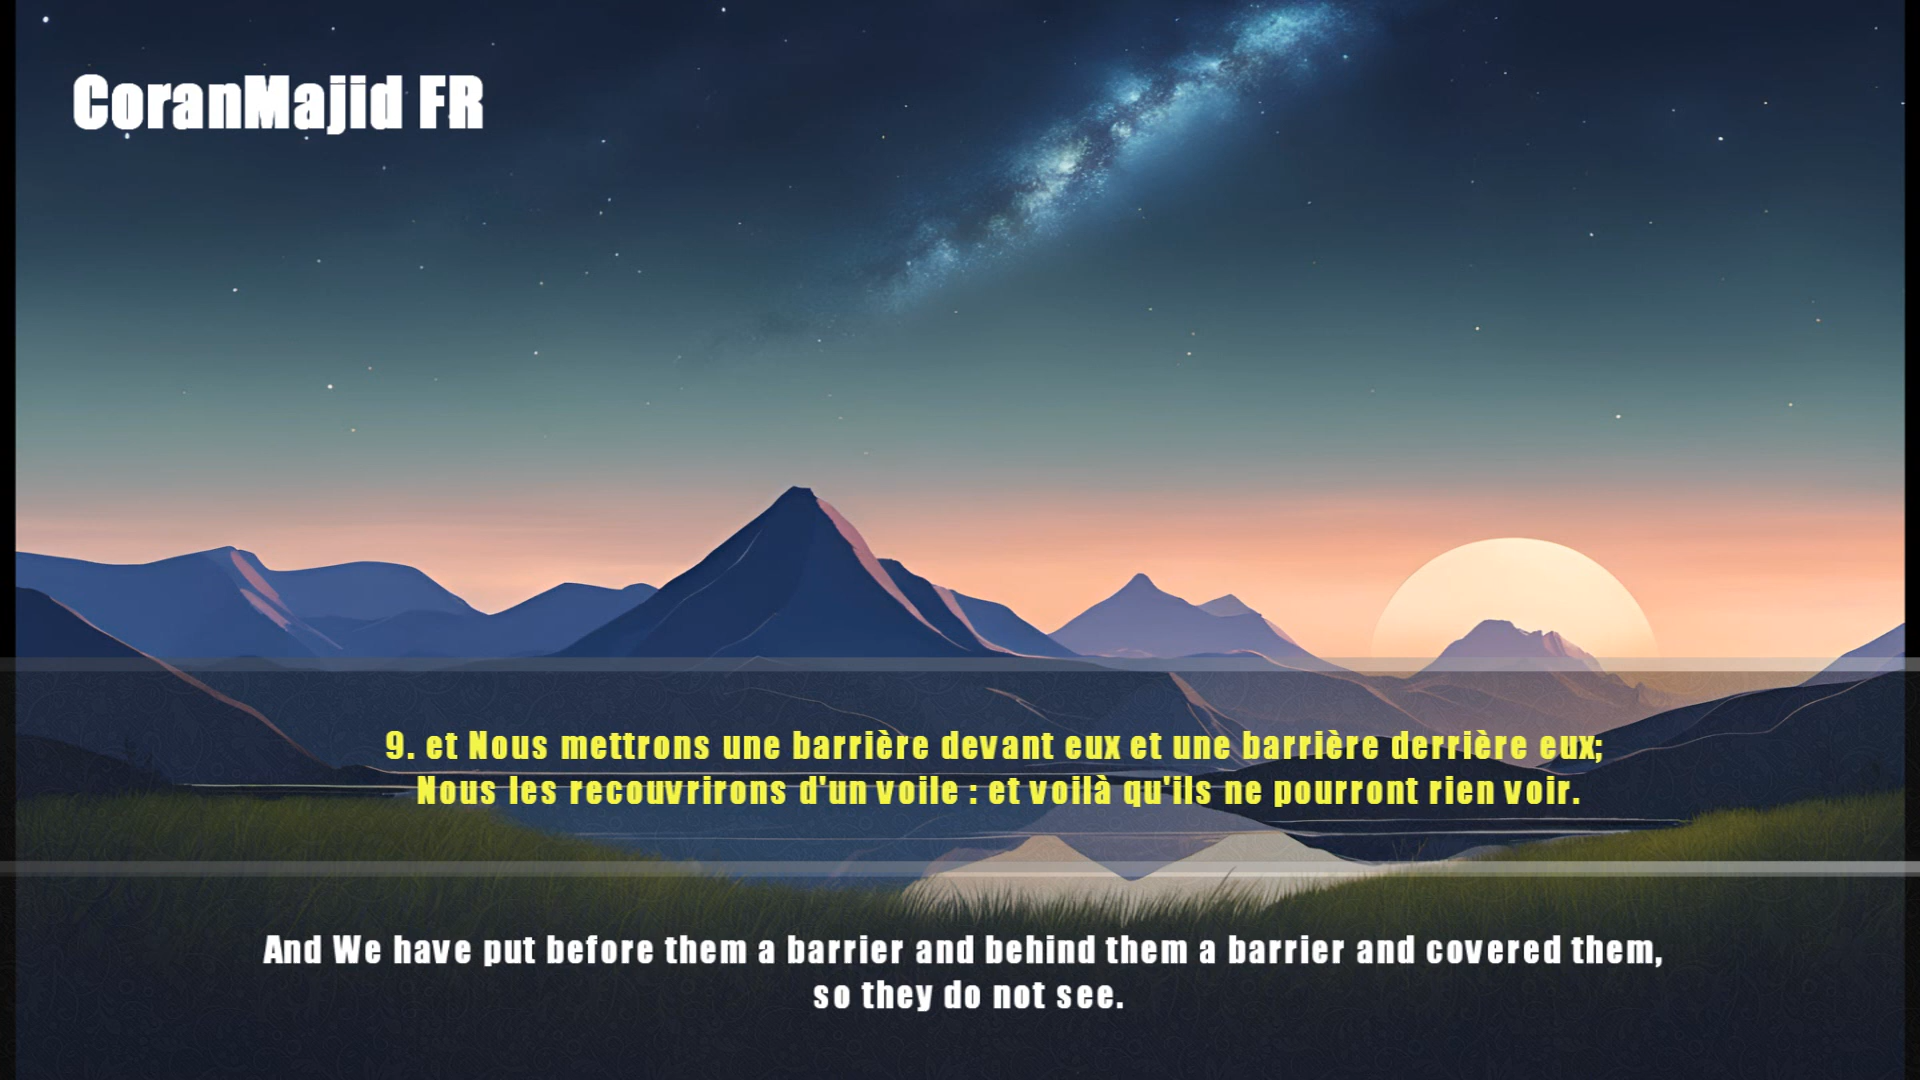 CoranMajid FR
9. et Nous mettrons une barrière devant eux et une barrière derrière eux;
Nous les recouvrirons d'un voile : et voilà qu'ils ne pourront rien voir.
And We have put before them a barrier and behind them a barrier and covered them,
so they do not see.